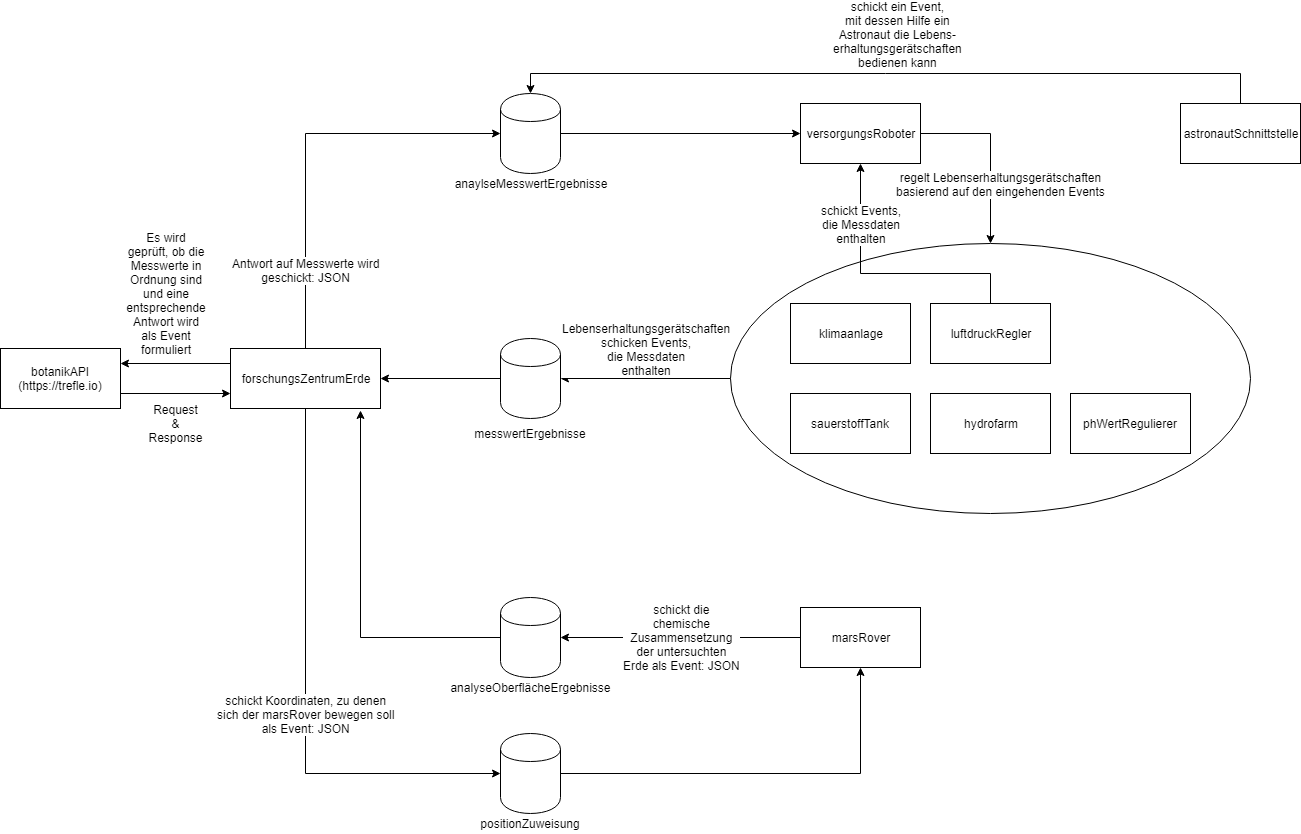 schickt ein Event,
mit dessen Hilfe ein
Astronaut die Lebens-
erhaltungsgerätschaften
bedienen kann
versorgungsRoboter
astronautSchnittstelle
anaylseMesswertErgebnisse
regelt Lebenserhaltungsgerätschaften
basierend auf den eingehenden Events
schickt Events,
die Messdaten
enthalten
Es wird
geprüft, ob die
Messwerte in
Ordnung sind
und eine
entsprechende
Antwort wird
als Event
formuliert
Antwort auf Messwerte wird
geschickt: JSON
Lebenserhaltungsgerätschaften
schicken Events,
die Messdaten
enthalten
klimaanlage
luftdruckRegler
botanikAPI
(https://trefle.io)
forschungsZentrumErde
Request
&
Response
messwertErgebnisse
sauerstoffTank
hydrofarm
phWertRegulierer
schickt die
chemische
Zusammensetzung
der untersuchten
Erde als Event: JSON
marsRover
analyseOberflächeErgebnisse
schickt Koordinaten, zu denen
sich der marsRover bewegen soll
als Event: JSON
positionZuweisung